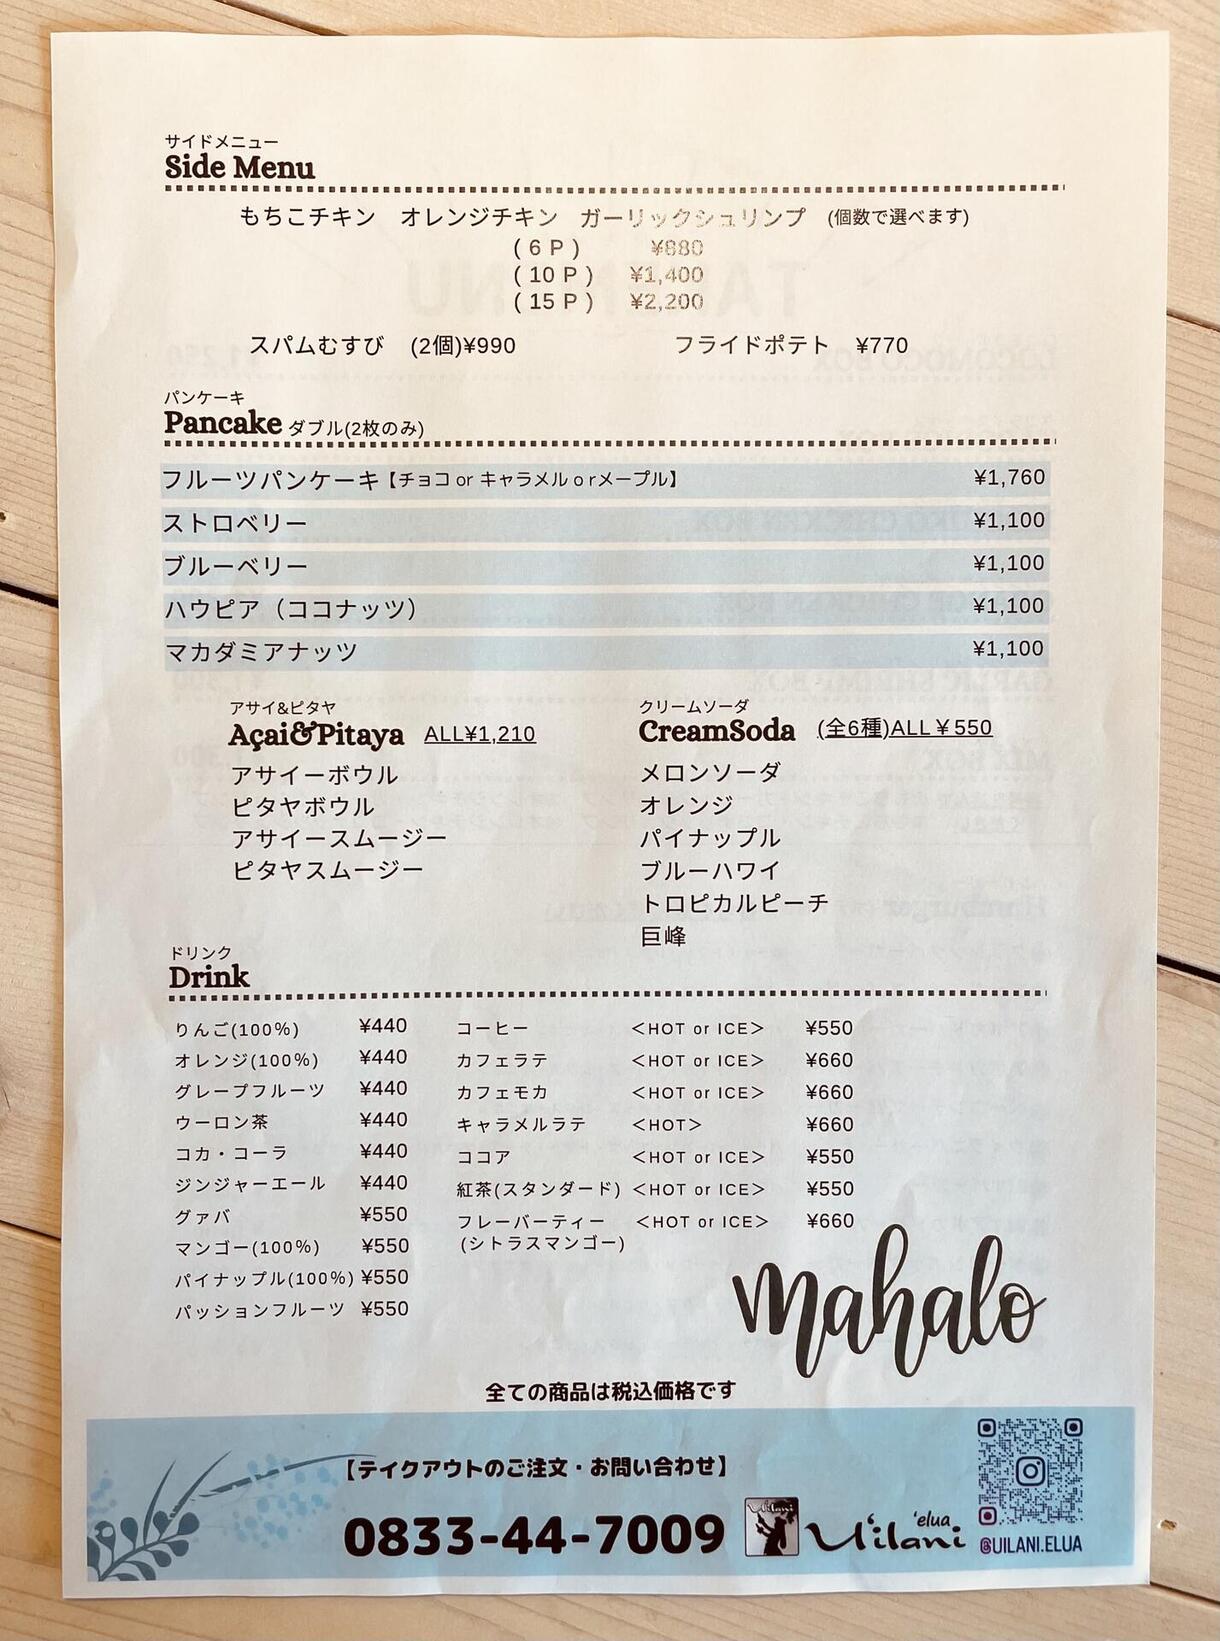 サイドメニュー
Side Menu
もちこチキン オレンジチキン ガーリックシュリンプ (個数で選べます)
( 6 P ) ¥880
( 10 P ) ¥1,400
( 15 P ) ¥2,200
スパムむすび (2個)¥990 フライドポテト ¥770
パンケーキ
Pancake ダブル(2枚のみ)
フルーツパンケーキ【チョコ or キャラメル o rメープル】 ¥1,760
ストロベリー ¥1,100
ブルーベリー ¥1,100
ハウピア（ココナッツ） ¥1,100
マカダミアナッツ ¥1,100
アサイ&ピタヤ
Açai&Pitaya ALL¥1,210
アサイーボウル
ピタヤボウル
アサイースムージー
ピタヤスムージー
クリームソーダ
CreamSoda (全6種)ALL￥550
メロンソーダ
オレンジ
パイナップル
ブルーハワイ
トロピカルピーチ
巨峰
ドリンク
Drink
りんご(100%) ¥440
オレンジ(100%) ¥440
グレープフルーツ ¥440
ウーロン茶 ¥440
コカ・コーラ ¥440
ジンジャーエール ¥440
グァバ ¥550
マンゴー(100%) ¥550
パイナップル(100%) ¥550
パッションフルーツ ¥550
コーヒー <HOT or ICE> ¥550
カフェラテ <HOT or ICE> ¥660
カフェモカ <HOT or ICE> ¥660
キャラメルラテ <HOT> ¥660
ココア <HOT or ICE> ¥550
紅茶(スタンダード) <HOT or ICE> ¥550
フレーバーティー <HOT or ICE> ¥660
(シトラスマンゴー)
mahalo
全ての商品は税込価格です
【テイクアウトのご注文・お問い合わせ】
0833-44-7009
Uilani
U'ilani 'elua
@UILANI.ELUA